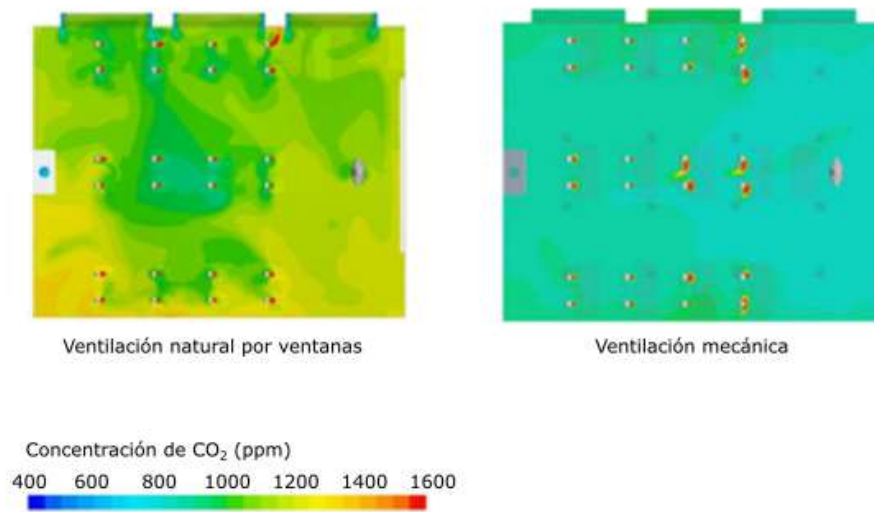 Ventilación natural por ventanas
Ventilación mecánica
Concentración de CO₂ (ppm)
400 600 800 1000 1200 1400 1600